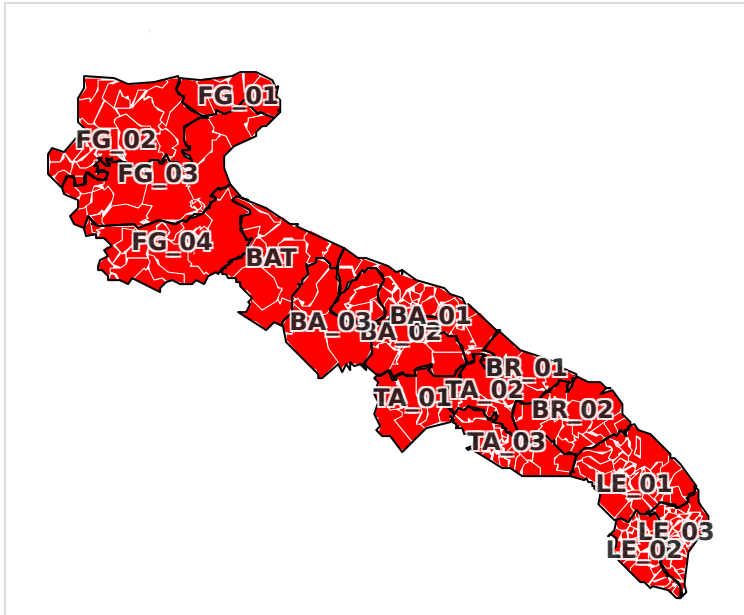 FG_01
FG_02
FG_03
FG_04
BAT
BA_01
BA_03
BA_02
BR_01
TA_02
TA_01
BR_02
TA_03
LE_01
LE_03
LE_02